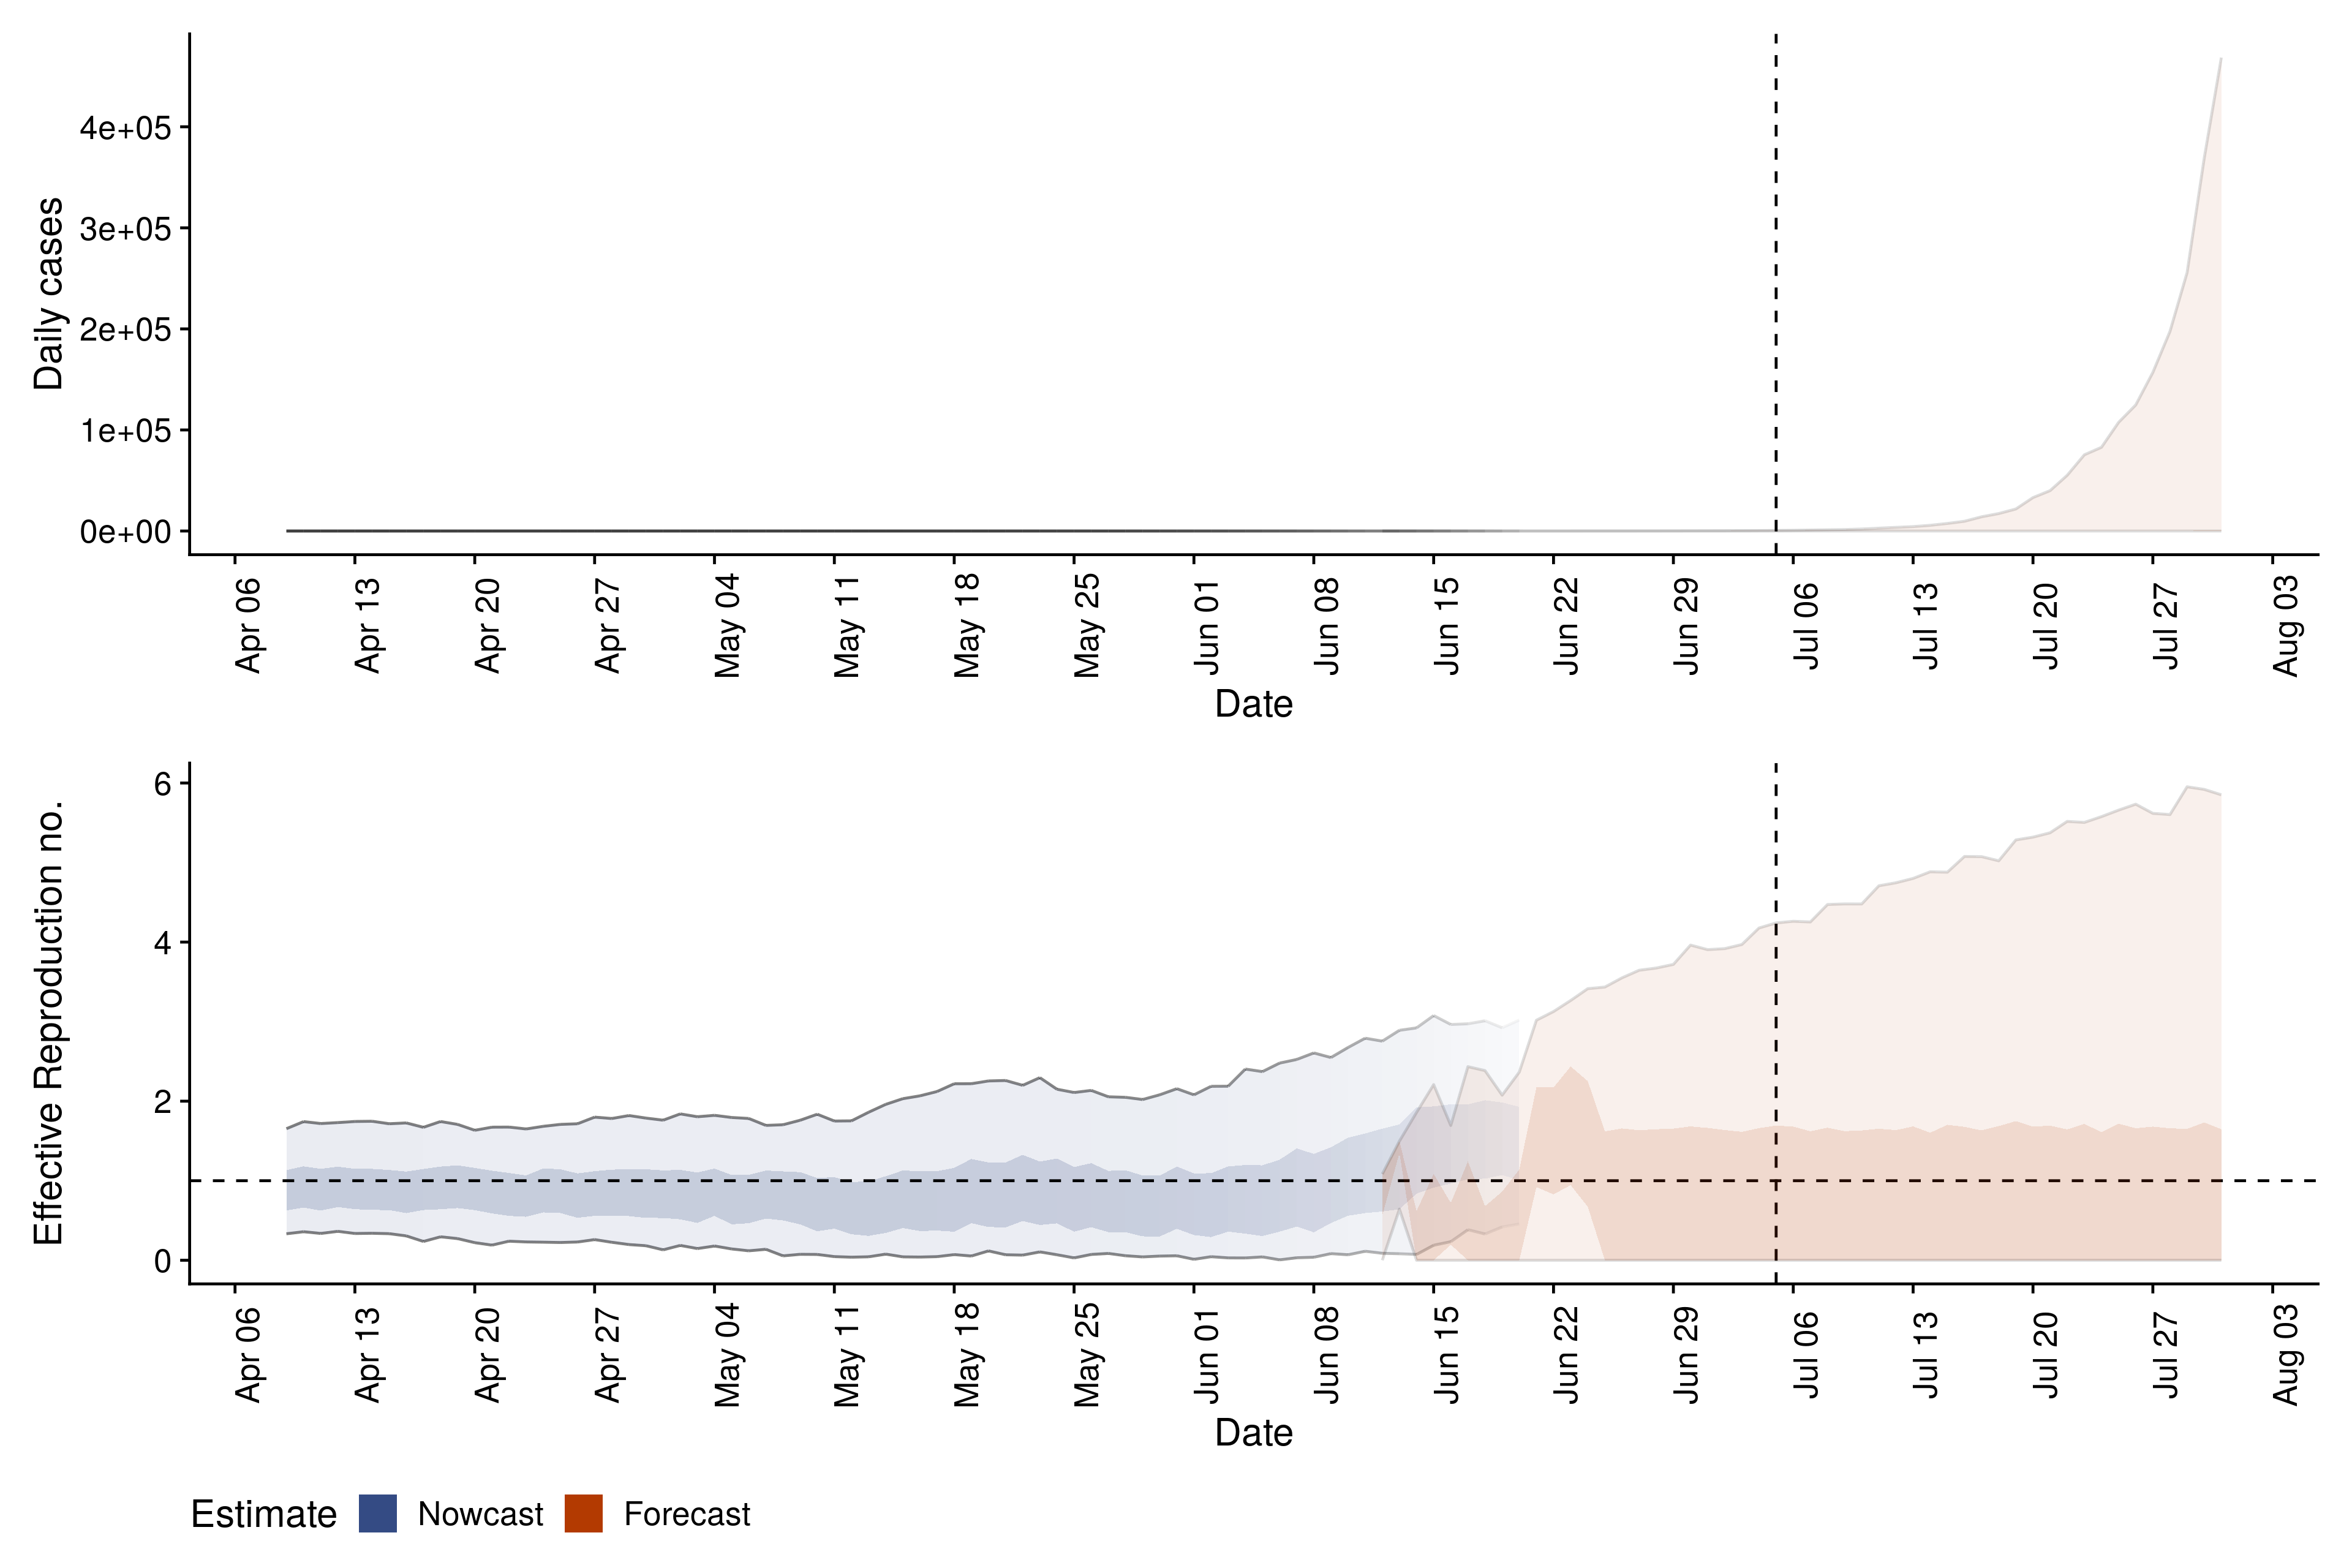 Daily cases
4e+05
3e+05
2e+05
1e+05
0e+00
Apr 06 Apr 13 Apr 20 Apr 27 May 04 May 11 May 18 May 25 Jun 01 Jun 08 Jun 15 Jun 22 Jun 29 Jul 06 Jul 13 Jul 20 Jul 27 Aug 03
Date
Effective Reproduction no.
6
4
2
0
Apr 06 Apr 13 Apr 20 Apr 27 May 04 May 11 May 18 May 25 Jun 01 Jun 08 Jun 15 Jun 22 Jun 29 Jul 06 Jul 13 Jul 20 Jul 27 Aug 03
Date
Estimate Nowcast Forecast